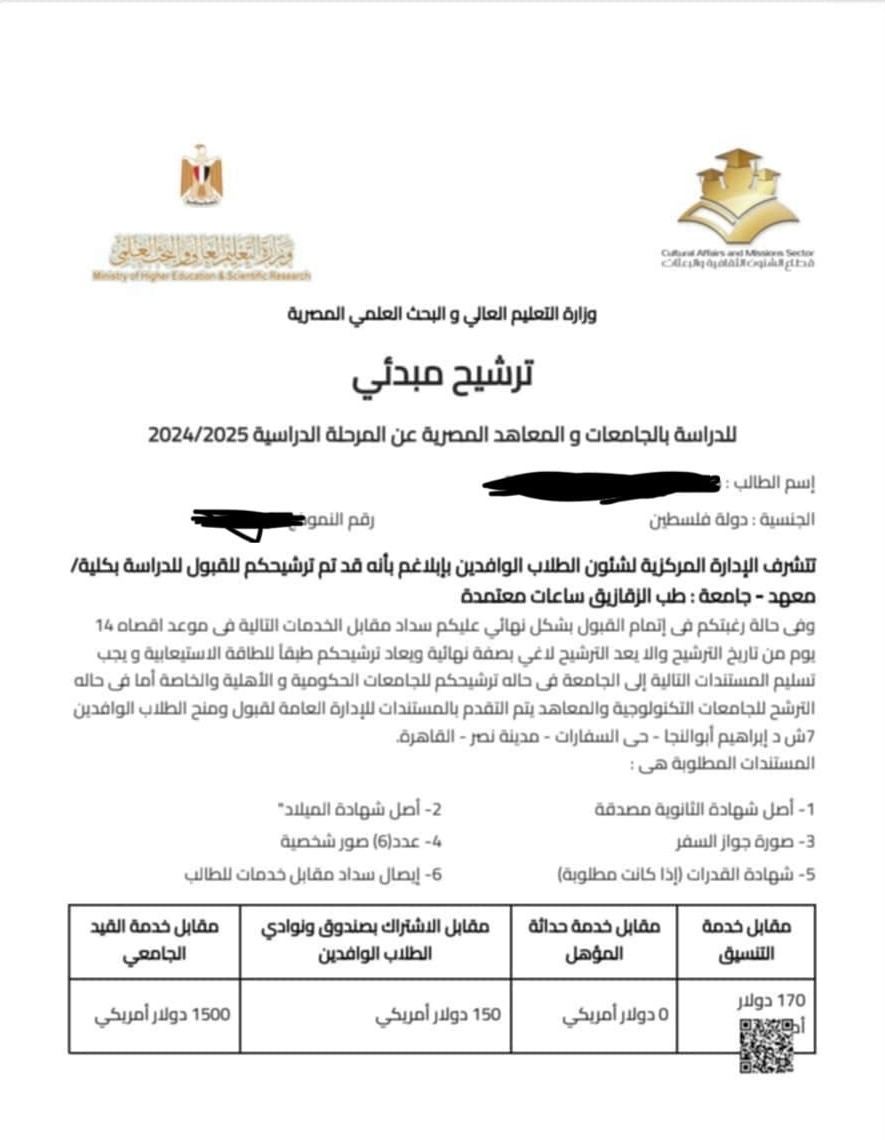 وزارة التعليم العالي والبحث العلمي
Ministry of Higher Education & Scientific Research
Cultural Affairs and Missions Sector
قطاع الشئون الثقافية والبعثات
وزارة التعليم العالي و البحث العلمي المصرية
ترشيح مبدئي
للدراسة بالجامعات و المعاهد المصرية عن المرحلة الدراسية 2024/2025
إسم الطالب :
الجنسية : دولة فلسطين
رقم النموذج
تتشرف الإدارة المركزية لشئون الطلاب الوافدين بإبلاغم بأنه قد تم ترشيحكم للقبول للدراسة بكلية/
معهد - جامعة : طب الزقازيق ساعات معتمدة
وفى حالة رغبتكم فى إتمام القبول بشكل نهائي عليكم سداد مقابل الخدمات التالية فى موعد اقصاه 14
يوم من تاريخ الترشيح والا يعد الترشيح لاغي بصفة نهائية ويعاد ترشيحكم طبقاً للطاقة الاستيعابية و يجب
تسليم المستندات التالية إلى الجامعة فى حاله ترشيحكم للجامعات الحكومية و الأهلية والخاصة أما فى حاله
الترشح للجامعات التكنولوجية والمعاهد يتم التقدم بالمستندات للإدارة العامة لقبول ومنح الطلاب الوافدين
7ش د إبراهيم أبوالنجا - حى السفارات - مدينة نصر - القاهرة.
المستندات المطلوبة هى :
1- أصل شهادة الثانوية مصدقة
2- أصل شهادة الميلاد"
3- صورة جواز السفر
4- عدد(6) صور شخصية
5- شهادة القدرات (إذا كانت مطلوبة)
6- إيصال سداد مقابل خدمات للطالب
مقابل خدمة التنسيق
مقابل خدمة حداثة المؤهل
مقابل الاشتراك بصندوق ونوادي الطلاب الوافدين
مقابل خدمة القيد الجامعي
170 دولار
0 دولار أمريكي
150 دولار أمريكي
1500 دولار أمريكي